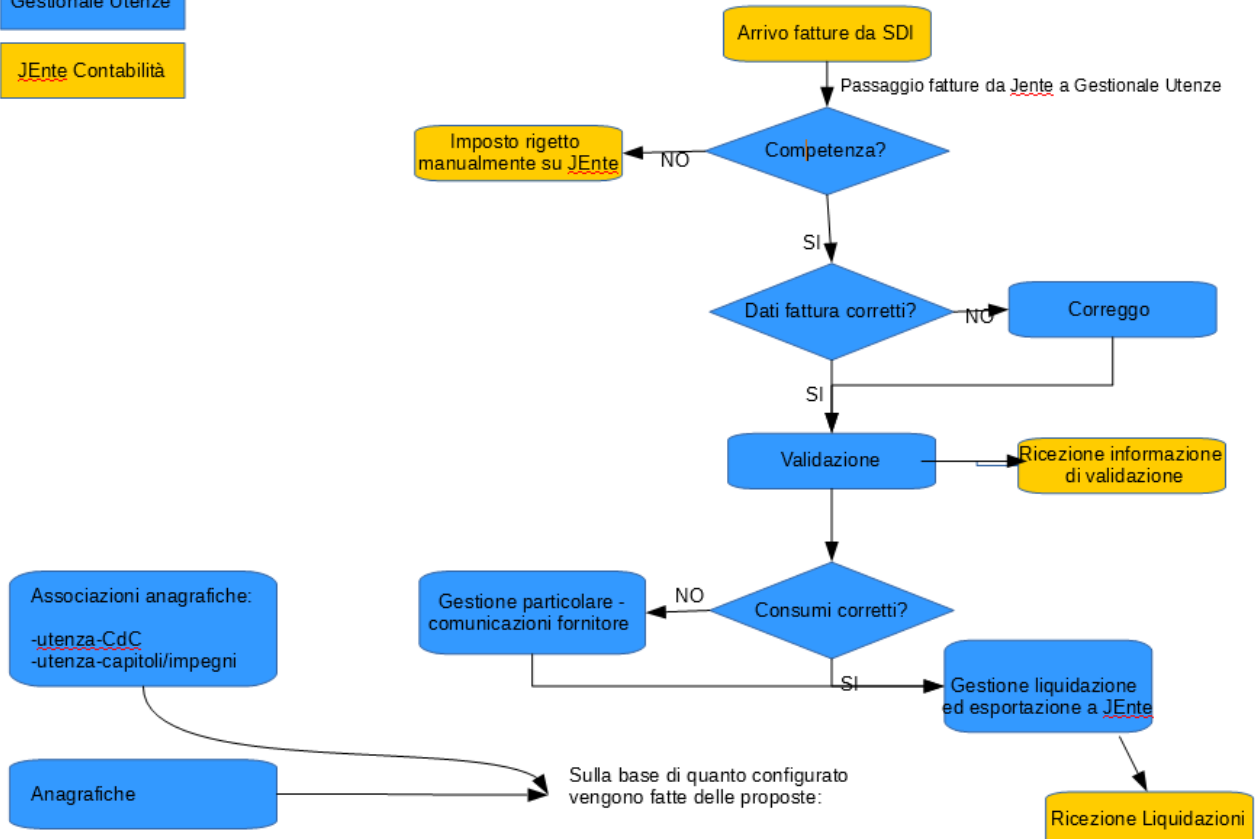 Gestionale Utenze
JEnte Contabilità
Arrivo fatture da SDI
Passaggio fatture da Jente a Gestionale Utenze
Competenza?
NO
Imposto rigetto
manualmente su JEnte
SI
Dati fattura corretti?
NO
Correggo
SI
Validazione
Ricezione informazione
di validazione
Consumi corretti?
NO
Gestione particolare -
comunicazioni fornitore
SI
Gestione liquidazione
ed esportazione a JEnte
Ricezione Liquidazioni
Associazioni anagrafiche:
-utenza-CdC
-utenza-capitoli/impegni
Anagrafiche
Sulla base di quanto configurato
vengono fatte delle proposte: